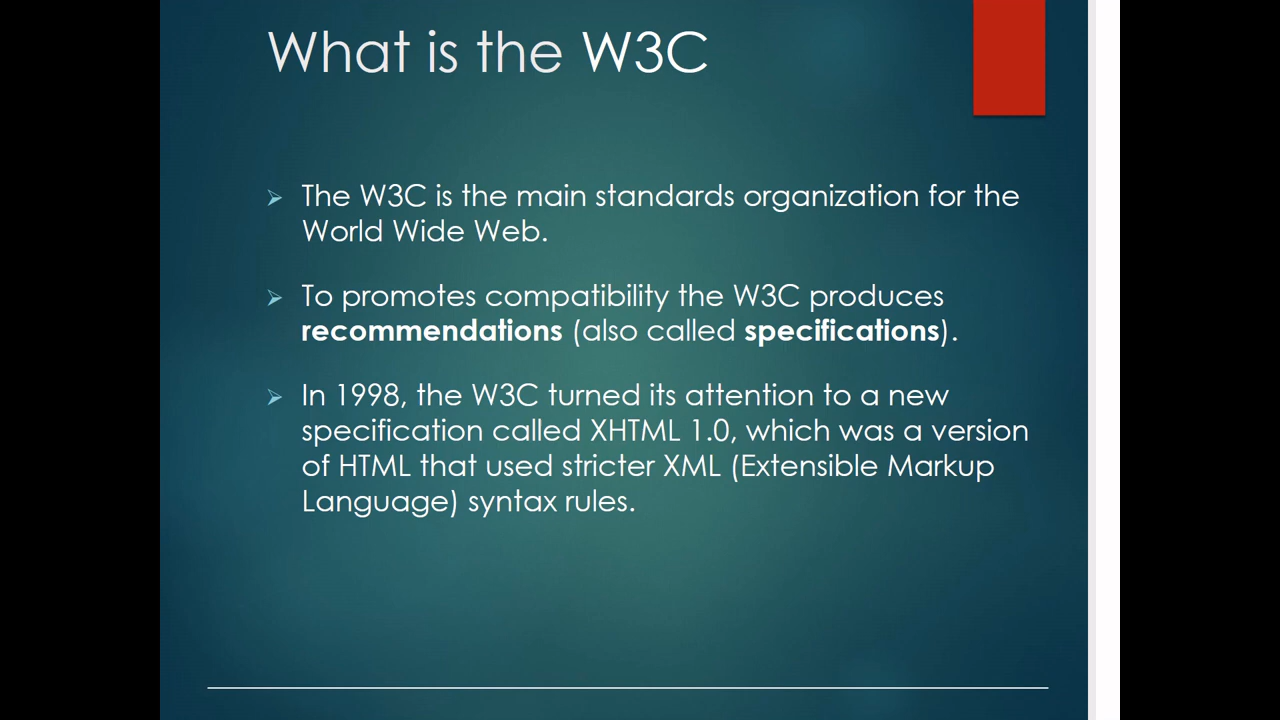 What is the W3C
The W3C is the main standards organization for the
World Wide Web.
To promotes compatibility the W3C produces
recommendations (also called specifications).
In 1998, the W3C turned its attention to a new
specification called XHTML 1.0, which was a version
of HTML that used stricter XML (Extensible Markup
Language) syntax rules.